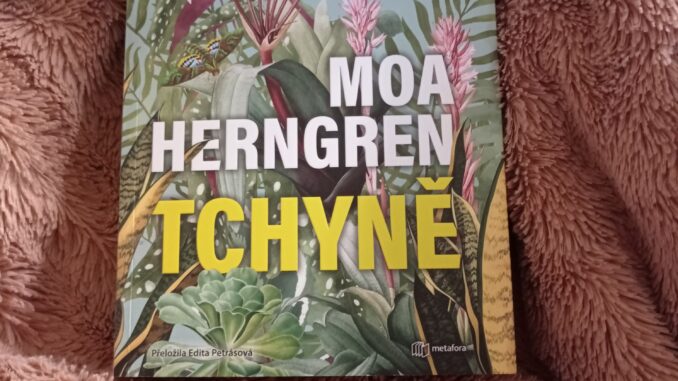 MOA
HERNGREN
TCHYNĚ
Přeložila Edita Petrásová
metafora